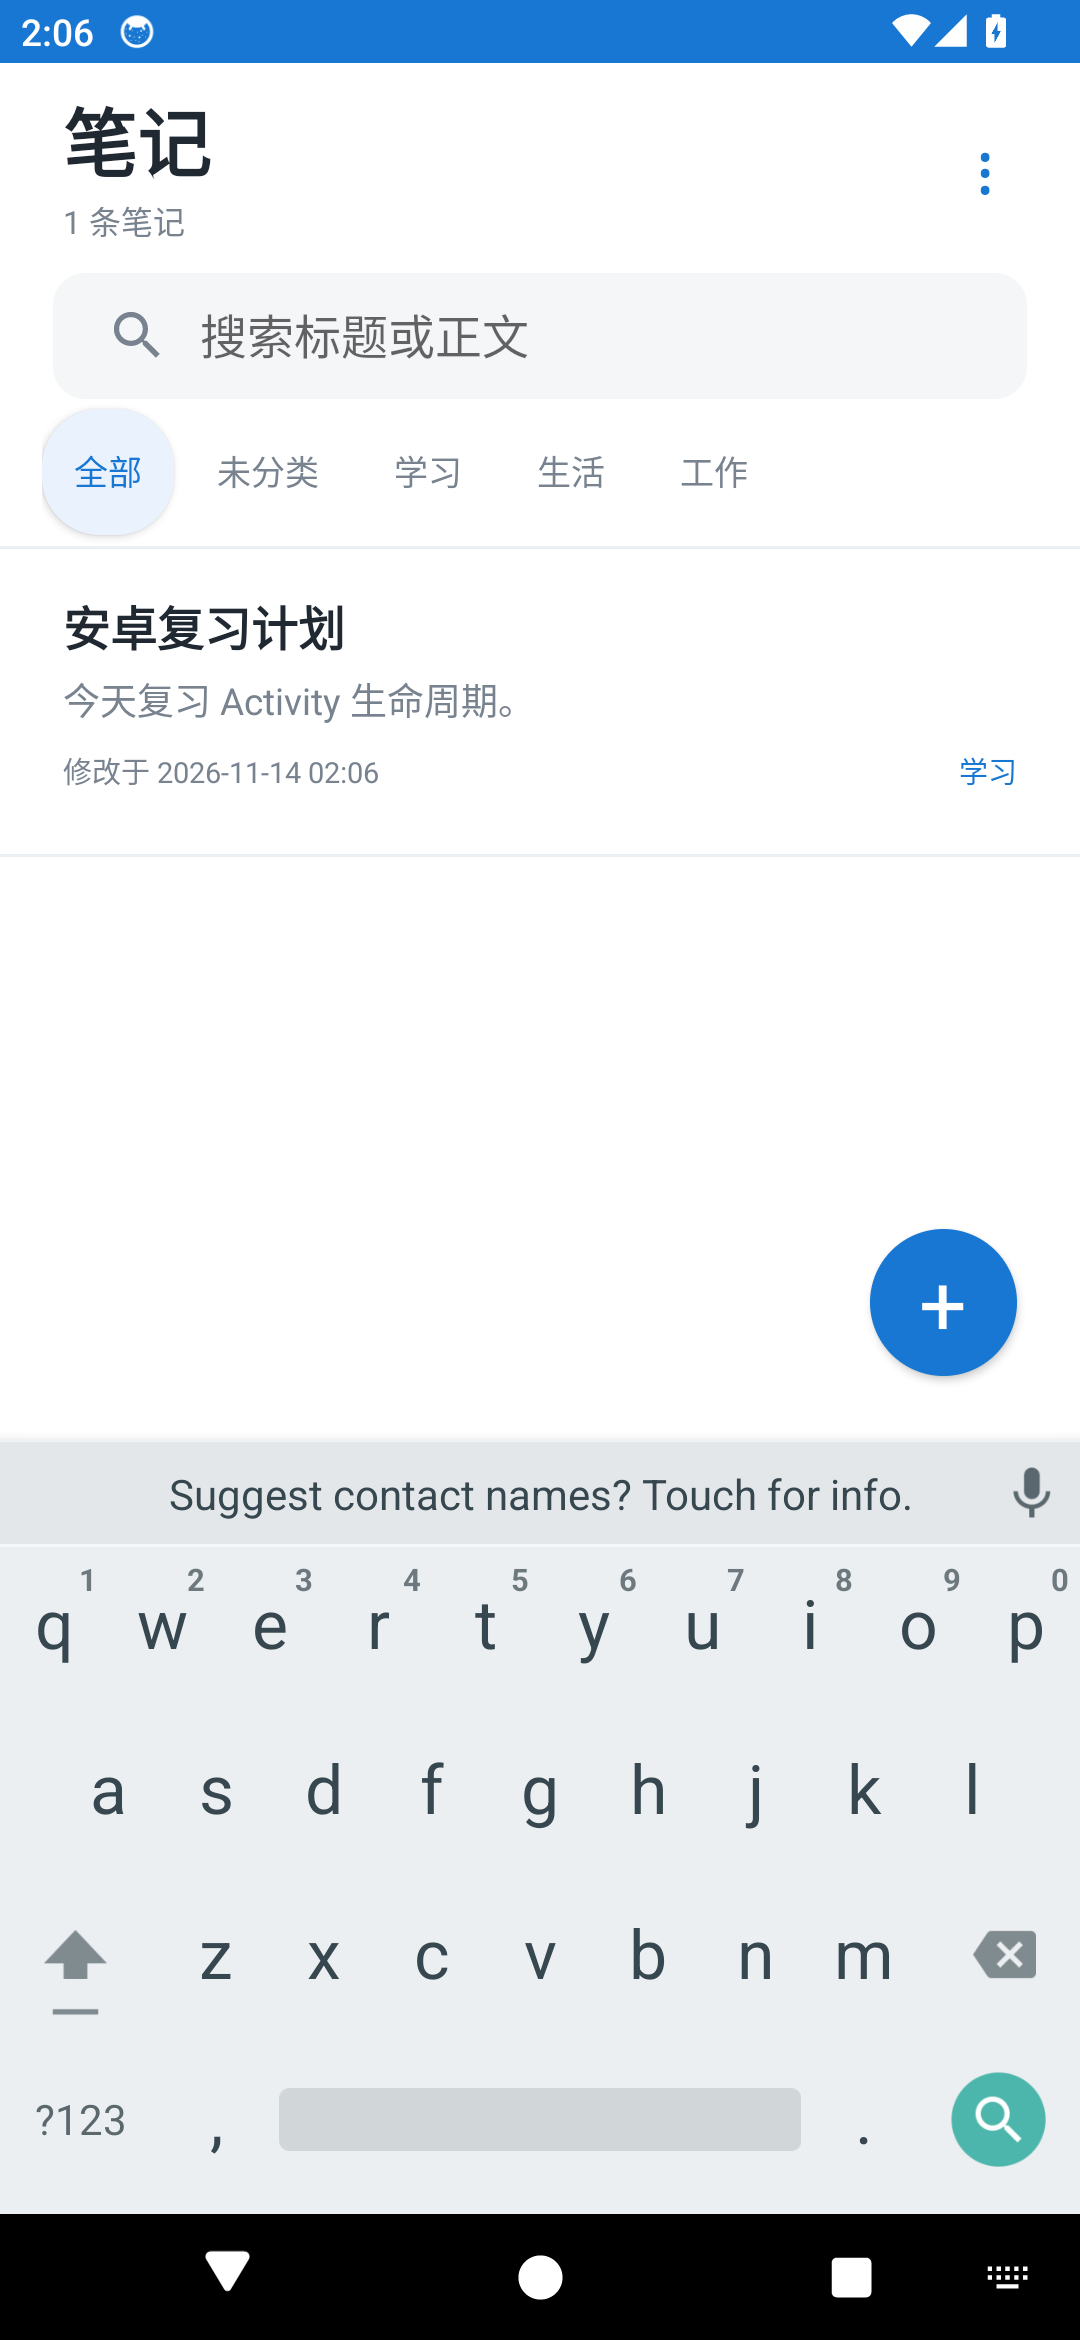 2:06
笔记
1 条笔记
搜索标题或正文
全部 未分类 学习 生活 工作
安卓复习计划
今天复习 Activity 生命周期。
修改于 2026-11-14 02:06 学习
+
Suggest contact names? Touch for info.
1 2 3 4 5 6 7 8 9 0
q w e r t y u i o p
a s d f g h j k l
z x c v b n m
?123 , .